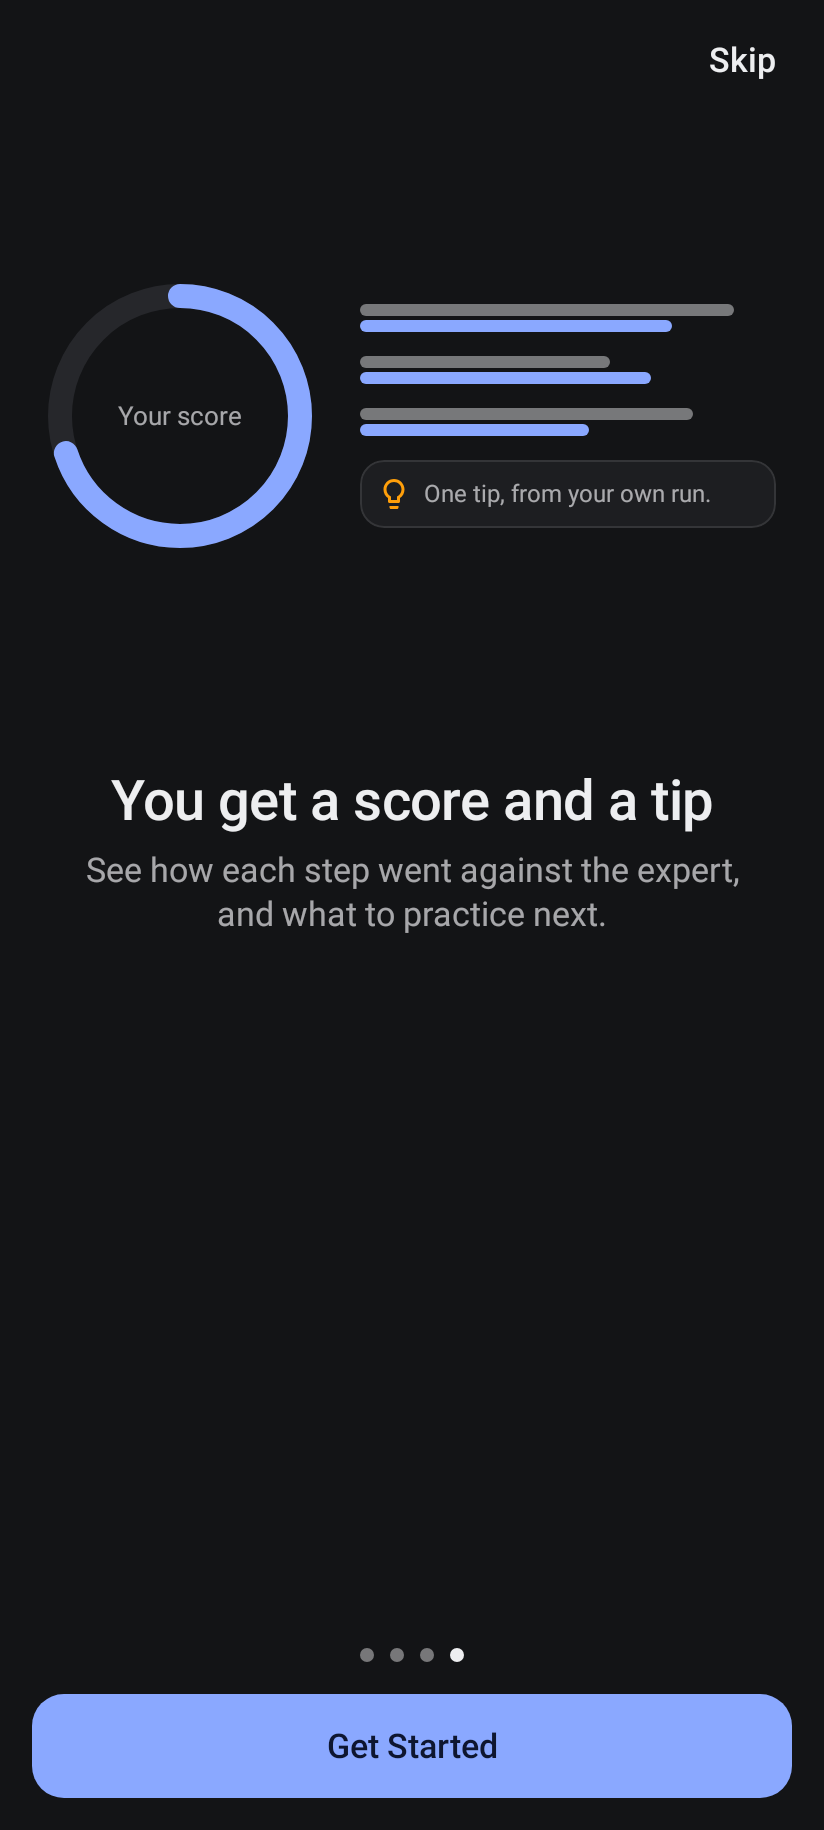 Skip
Your score
One tip, from your own run.
You get a score and a tip
See how each step went against the expert,
and what to practice next.
Get Started